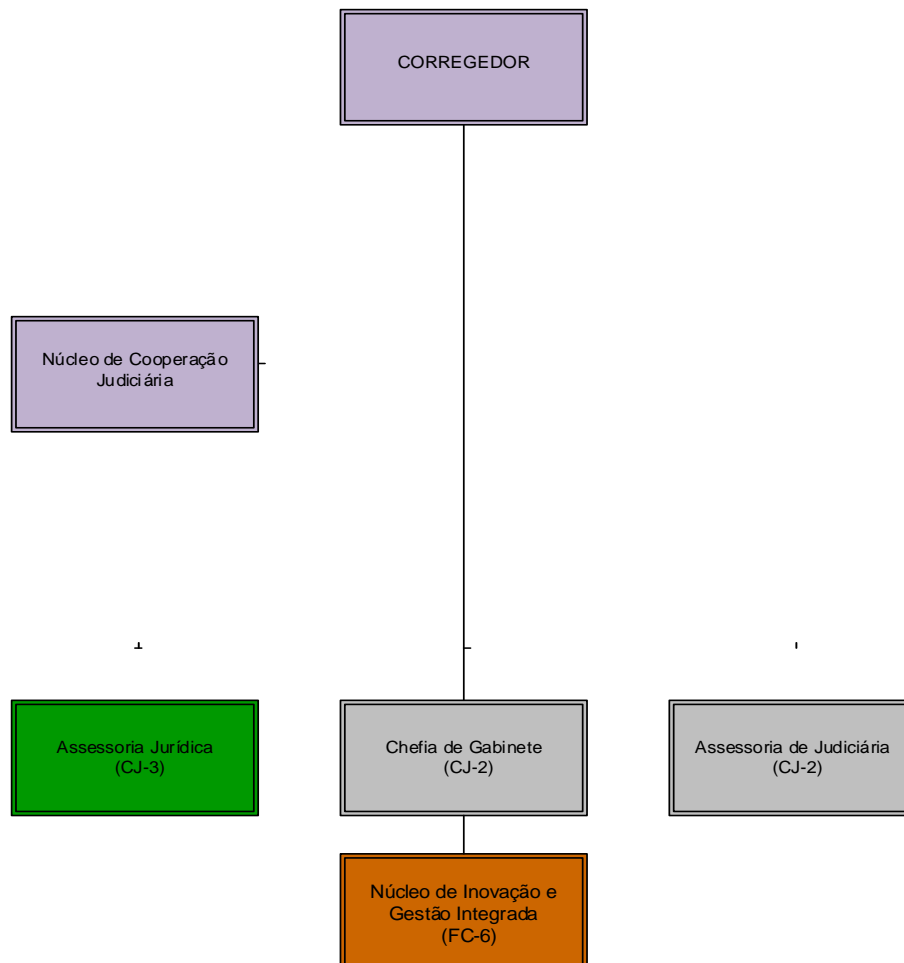 CORREGEDOR
Núcleo de Cooperação
Judiciária
Assessoria Jurídica
(CJ-3)
Chefia de Gabinete
(CJ-2)
Assessoria de Judiciária
(CJ-2)
Núcleo de Inovação e
Gestão Integrada
(FC-6)